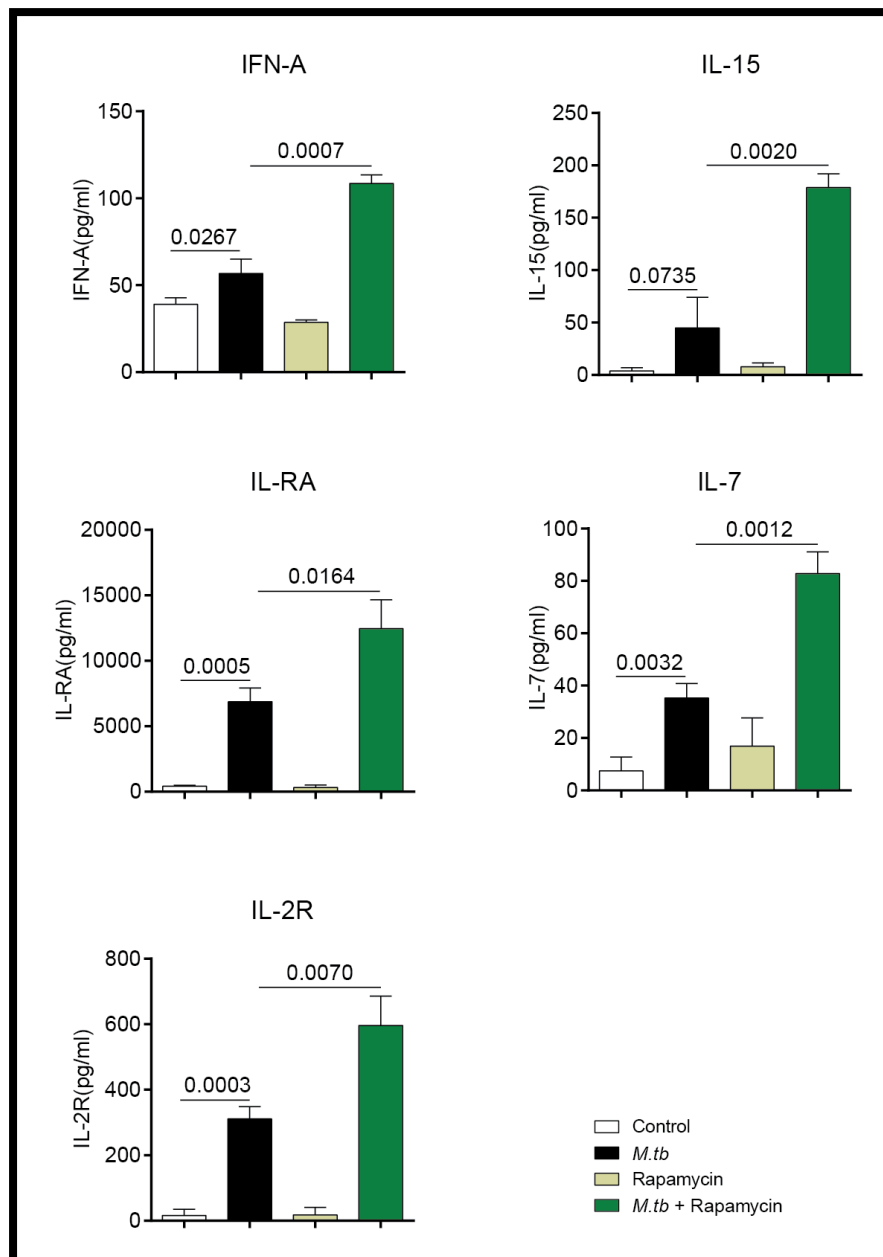 IFN-A
IFN-A(pg/ml)
150
100
50
0
0.0267
0.0007
IL-15
IL-15(pg/ml)
250
200
150
100
50
0
0.0735
0.0020
IL-RA
IL-RA(pg/ml)
20000
15000
10000
5000
0
0.0005
0.0164
IL-7
IL-7(pg/ml)
100
80
60
40
20
0
0.0032
0.0012
IL-2R
IL-2R(pg/ml)
800
600
400
200
0
0.0003
0.0070
Control
M.tb
Rapamycin
M.tb + Rapamycin